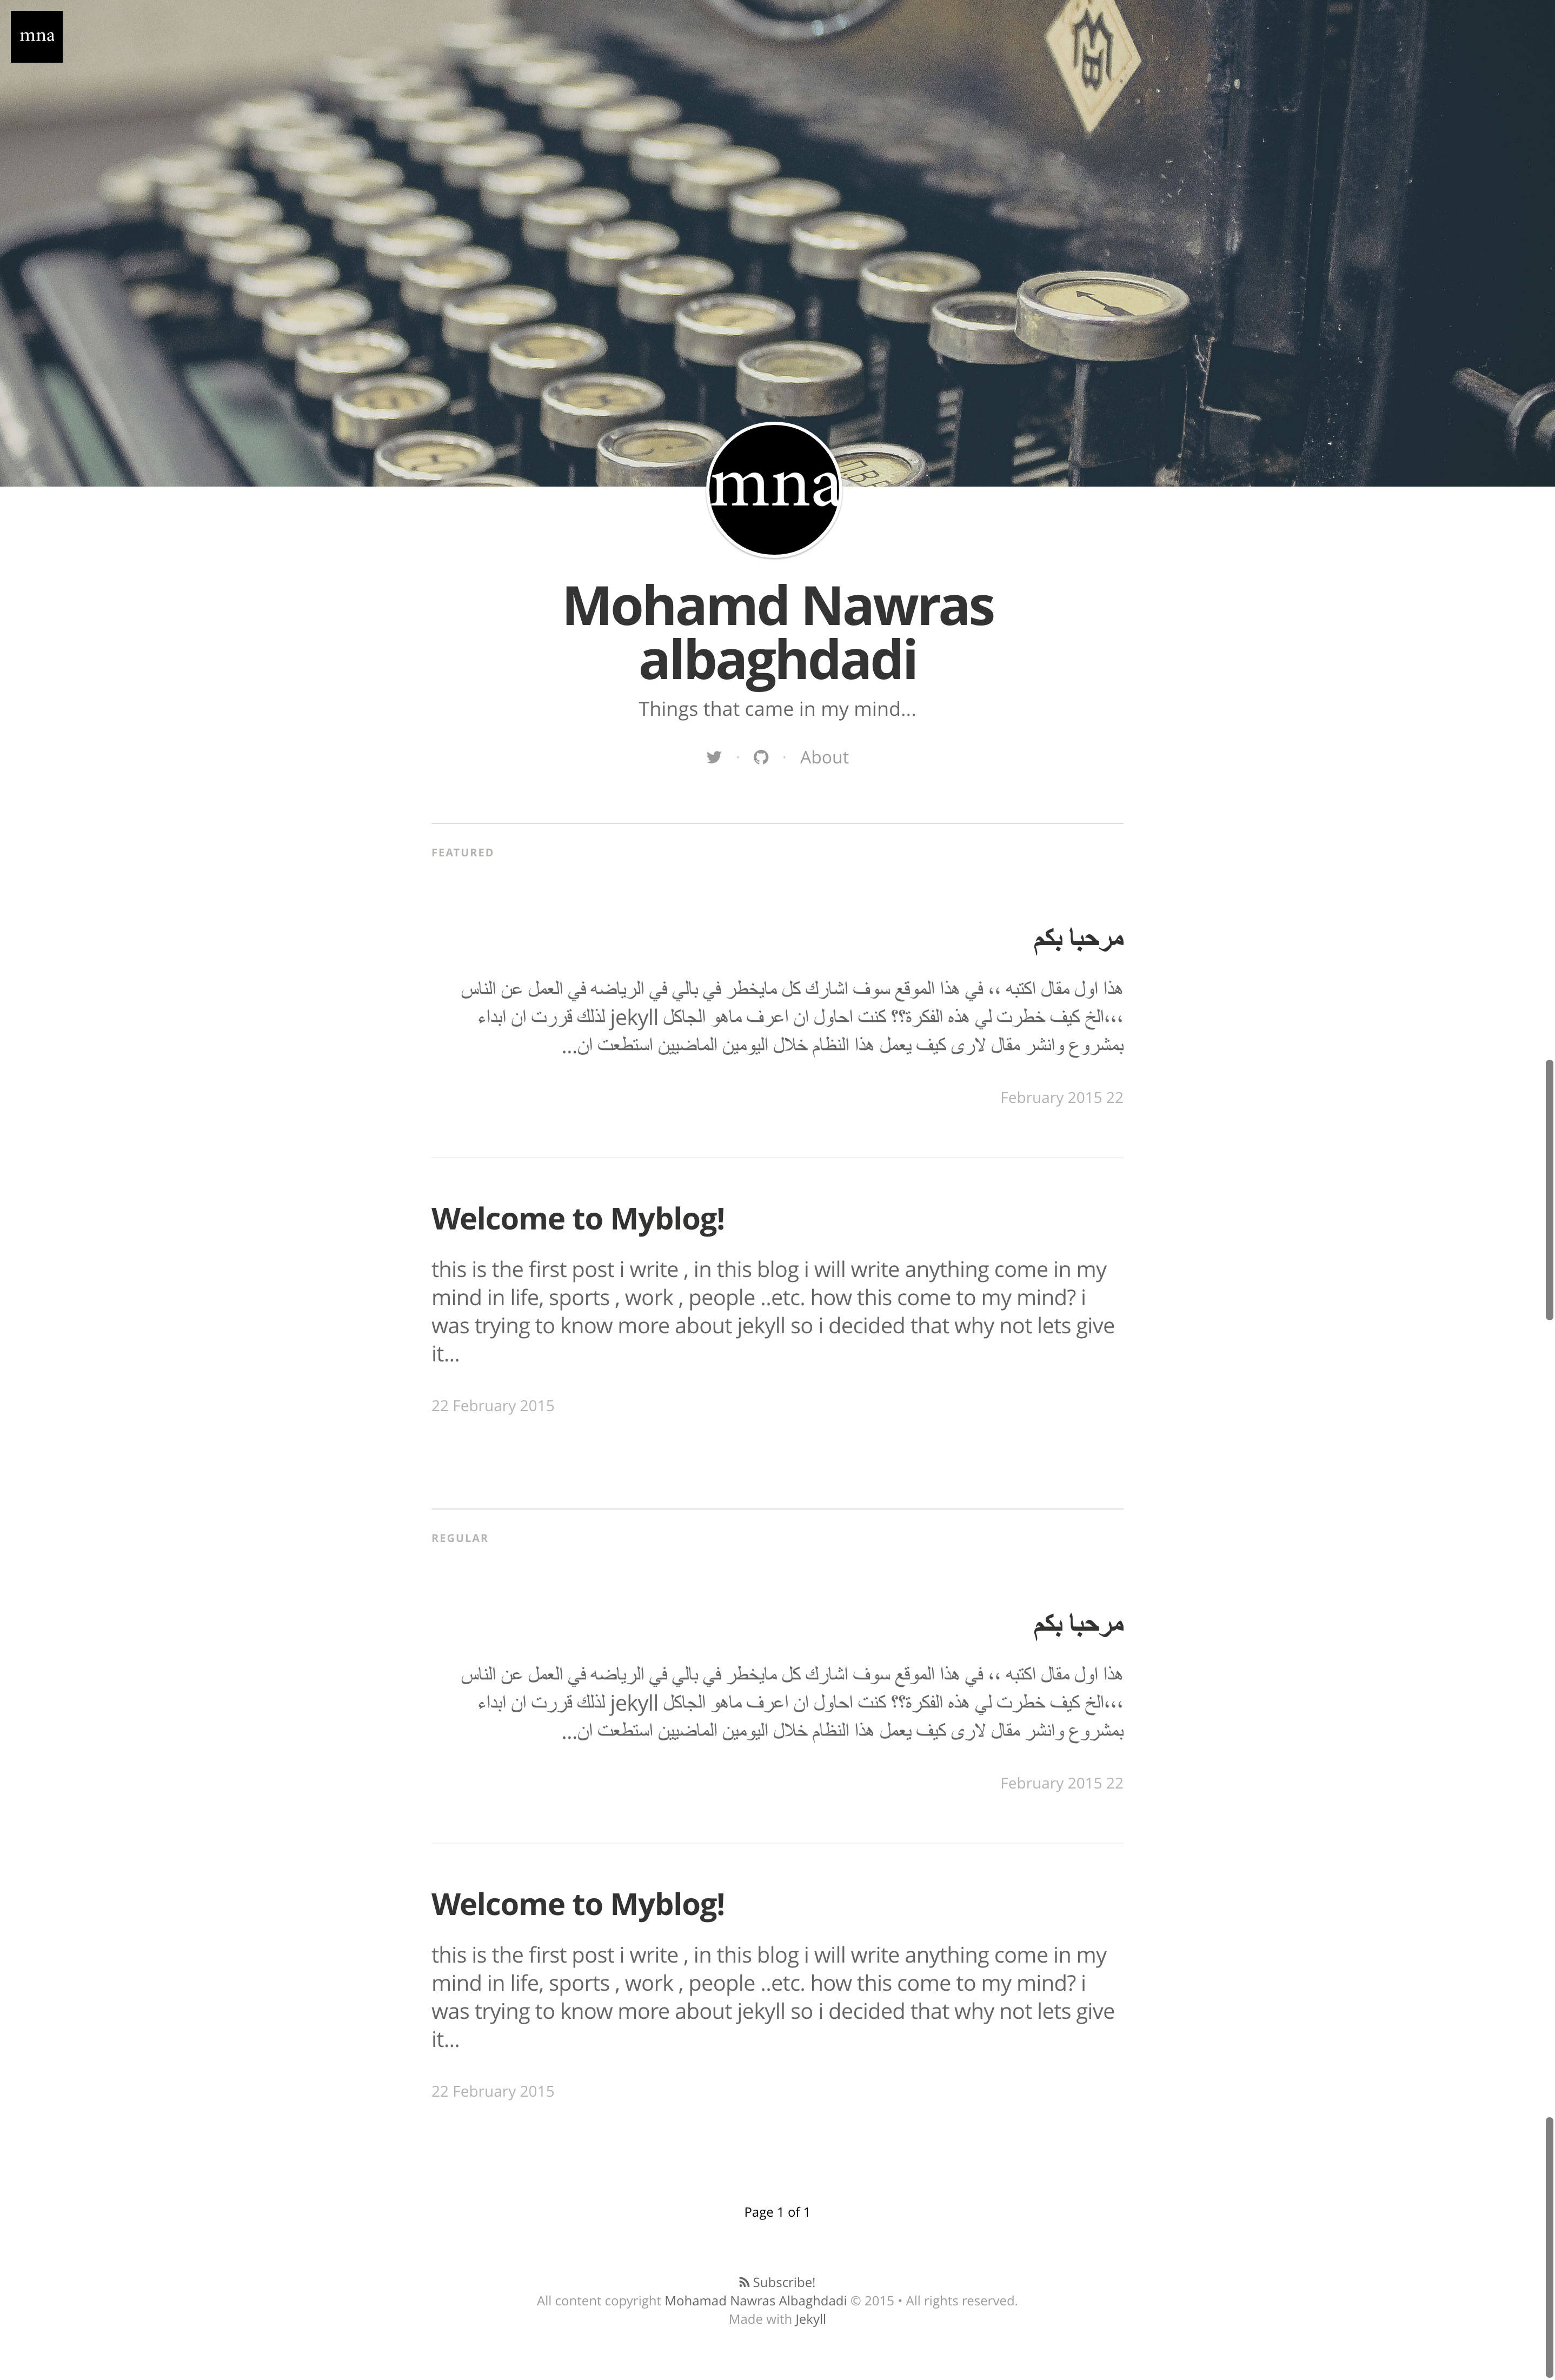 mna
mna
Mohamd Nawras
albaghdadi
Things that came in my mind...
· · About
FEATURED
مرحبا بكم
هذا اول مقال اكتبه ،، في هذا الموقع سوف اشارك كل مايخطر في بالي في الرياضه في العمل عن الناس
،،،الخ كيف خطرت لي هذه الفكرة؟؟ كنت احاول ان اعرف ماهو الجاكل jekyll لذلك قررت ان ابداء
بمشروع وانشر مقال لارى كيف يعمل هذا النظام خلال اليومين الماضيين استطعت ان...
February 2015 22
Welcome to Myblog!
this is the first post i write , in this blog i will write anything come in my
mind in life, sports , work , people ..etc. how this come to my mind? i
was trying to know more about jekyll so i decided that why not lets give
it...
22 February 2015
REGULAR
مرحبا بكم
هذا اول مقال اكتبه ،، في هذا الموقع سوف اشارك كل مايخطر في بالي في الرياضه في العمل عن الناس
،،،الخ كيف خطرت لي هذه الفكرة؟؟ كنت احاول ان اعرف ماهو الجاكل jekyll لذلك قررت ان ابداء
بمشروع وانشر مقال لارى كيف يعمل هذا النظام خلال اليومين الماضيين استطعت ان...
February 2015 22
Welcome to Myblog!
this is the first post i write , in this blog i will write anything come in my
mind in life, sports , work , people ..etc. how this come to my mind? i
was trying to know more about jekyll so i decided that why not lets give
it...
22 February 2015
Page 1 of 1
Subscribe!
All content copyright Mohamad Nawras Albaghdadi © 2015 • All rights reserved.
Made with Jekyll